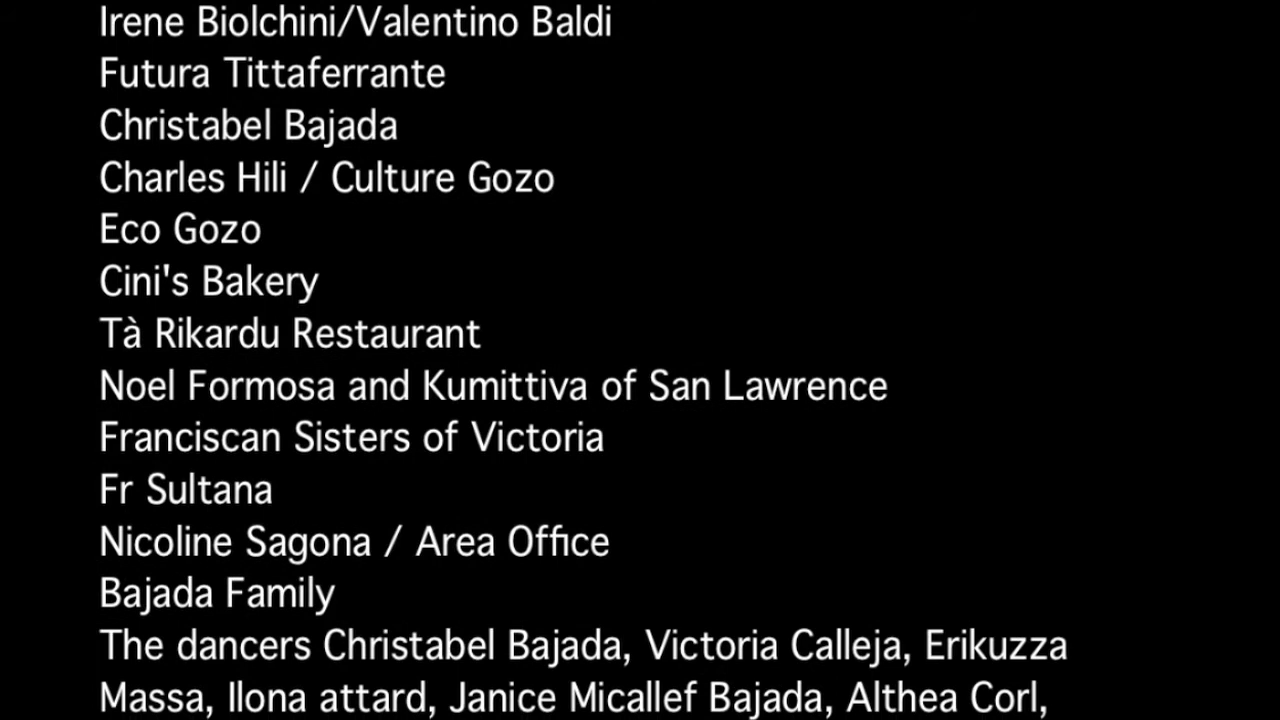 Irene Biolchini/Valentino Baldi
Futura Tittaferrante
Christabel Bajada
Charles Hili / Culture Gozo
Eco Gozo
Cini's Bakery
Tà Rikardu Restaurant
Noel Formosa and Kumittiva of San Lawrence
Franciscan Sisters of Victoria
Fr Sultana
Nicoline Sagona / Area Office
Bajada Family
The dancers Christabel Bajada, Victoria Calleja, Erikuzza
Massa, Ilona attard, Janice Micallef Bajada, Althea Corl,